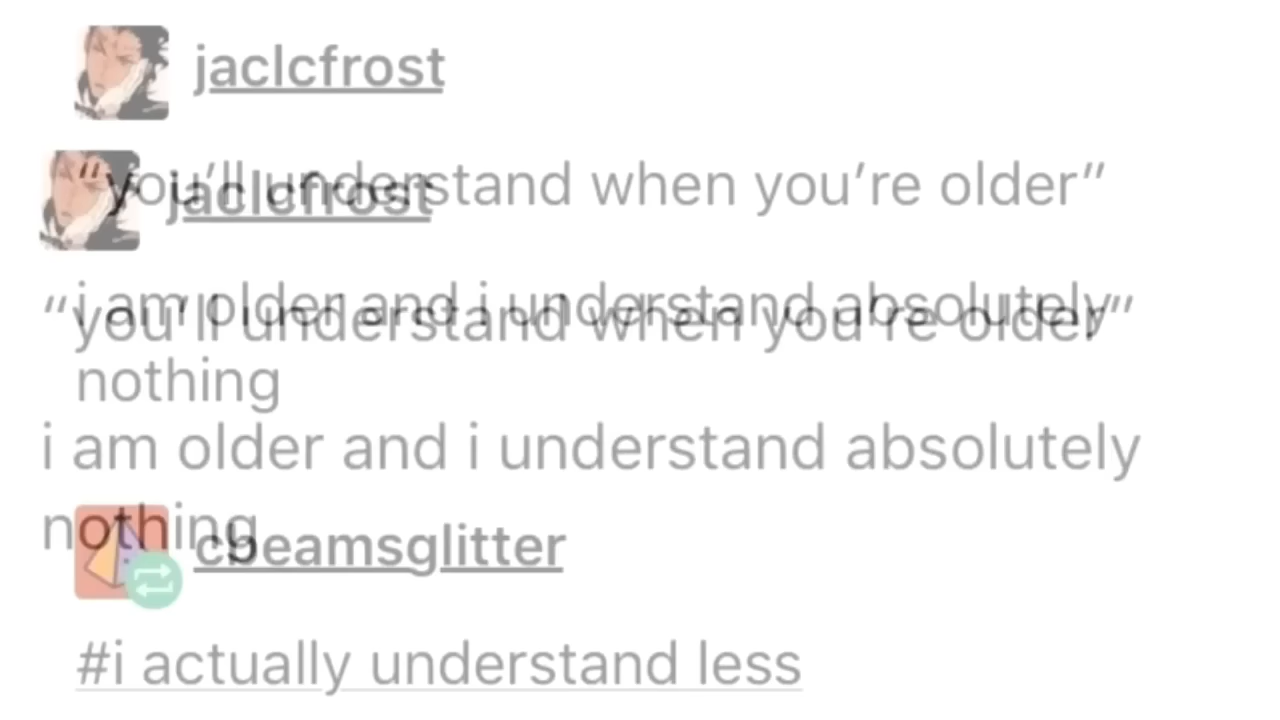 jaclcfrost
“you’ll understand when you’re older”
jaclcfrost
i am older and i understand absolutely
“you’ll understand when you’re older”
nothing
i am older and i understand absolutely
nothing
cbeamsglitter
#i actually understand less